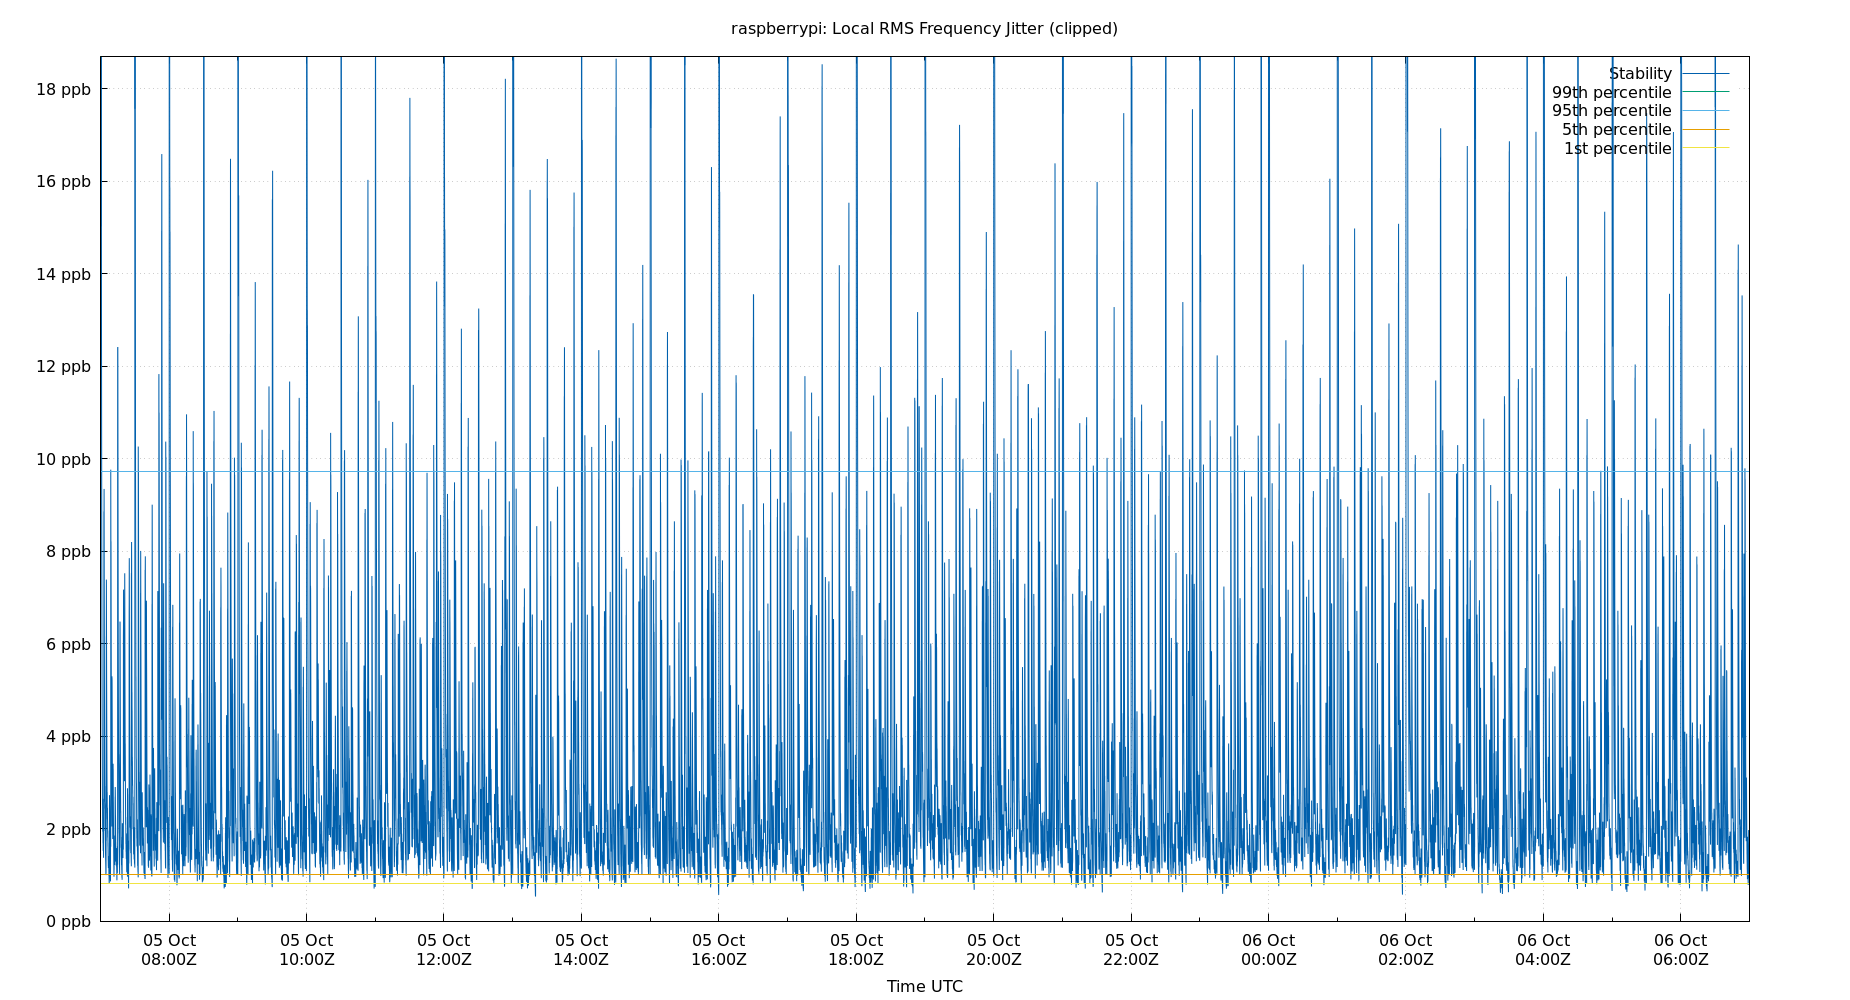 raspberrypi: Local RMS Frequency Jitter (clipped)
18 ppb
16 ppb
14 ppb
12 ppb
10 ppb
8 ppb
6 ppb
4 ppb
2 ppb
0 ppb
Stability
99th percentile
95th percentile
5th percentile
1st percentile
05 Oct 05 Oct 05 Oct 05 Oct 05 Oct 05 Oct 05 Oct 05 Oct 06 Oct 06 Oct 06 Oct 06 Oct
08:00Z 10:00Z 12:00Z 14:00Z 16:00Z 18:00Z 20:00Z 22:00Z 00:00Z 02:00Z 04:00Z 06:00Z
Time UTC